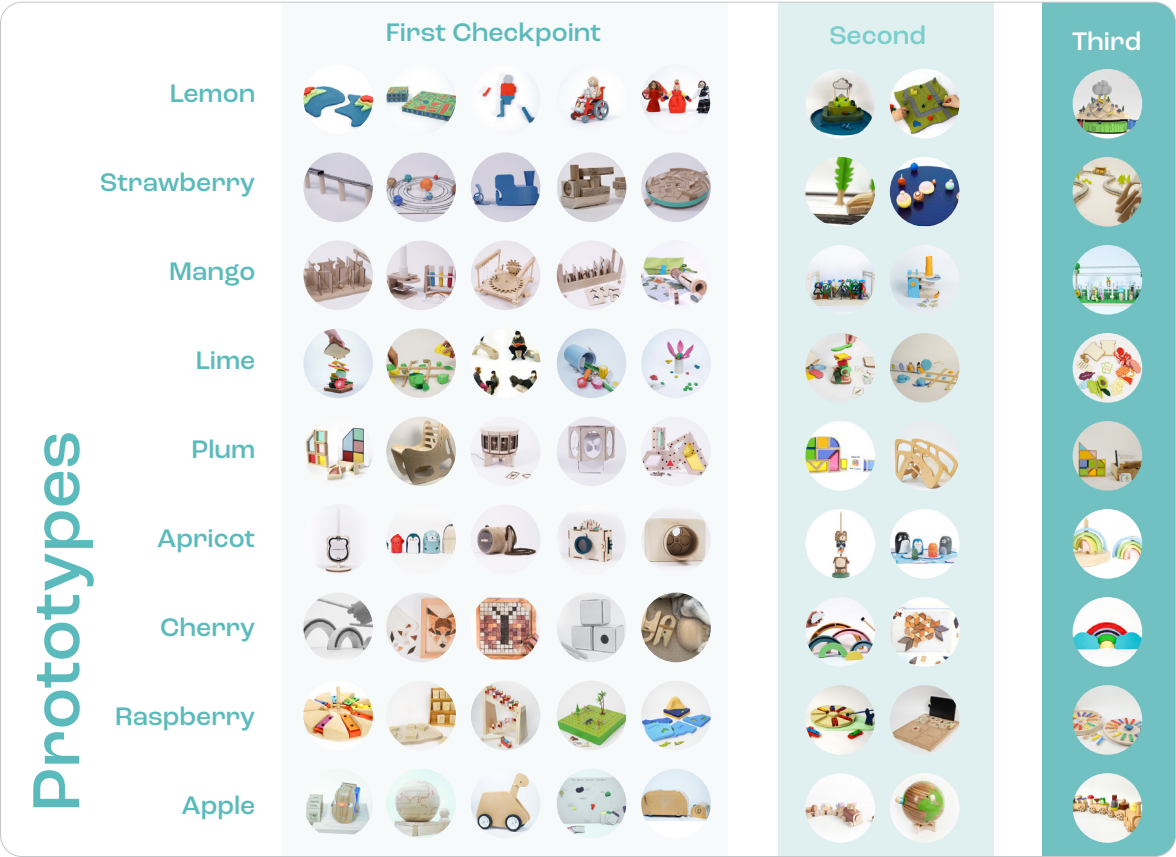 First Checkpoint
Second
Third
Lemon
Strawberry
Mango
Lime
Plum
Apricot
Cherry
Raspberry
Apple
Prototypes